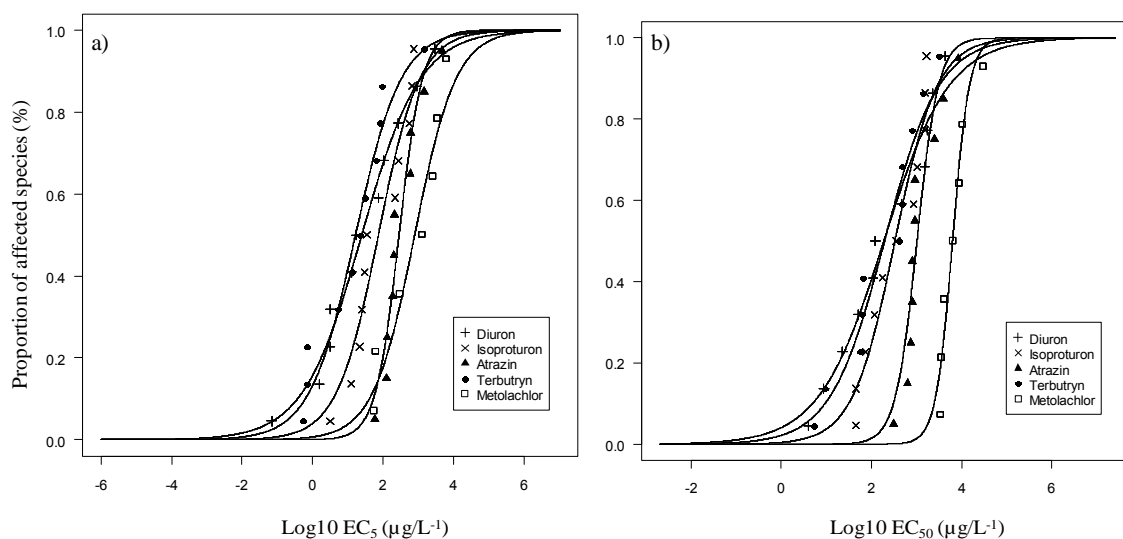 Proportion of affected species (%)
a)
1.0
0.8
0.6
0.4
0.2
0.0
-6
-4
-2
0
2
4
6
Diuron
Isoproturon
Atrazin
Terbutryn
Metolachlor
Log10 EC5 (µg/L-1)
b)
1.0
0.8
0.6
0.4
0.2
0.0
-2
0
2
4
6
Diuron
Isoproturon
Atrazin
Terbutryn
Metolachlor
Log10 EC50 (µg/L-1)